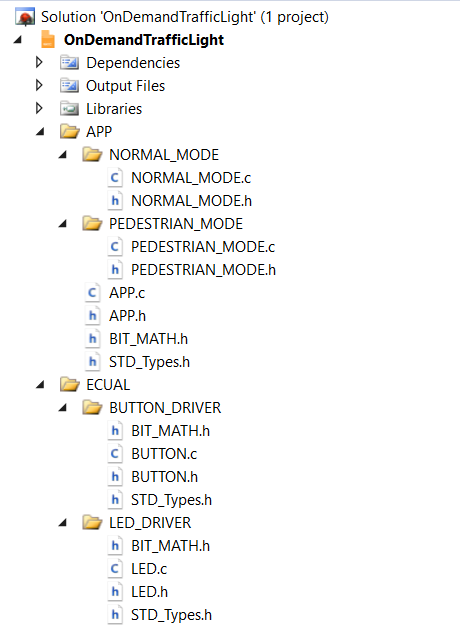 Solution 'OnDemandTrafficLight' (1 project)
OnDemandTrafficLight
Dependencies
Output Files
Libraries
APP
NORMAL_MODE
NORMAL_MODE.c
NORMAL_MODE.h
PEDESTRIAN_MODE
PEDESTRIAN_MODE.c
PEDESTRIAN_MODE.h
APP.c
APP.h
BIT_MATH.h
STD_Types.h
ECUAL
BUTTON_DRIVER
BIT_MATH.h
BUTTON.c
BUTTON.h
STD_Types.h
LED_DRIVER
BIT_MATH.h
LED.c
LED.h
STD_Types.h